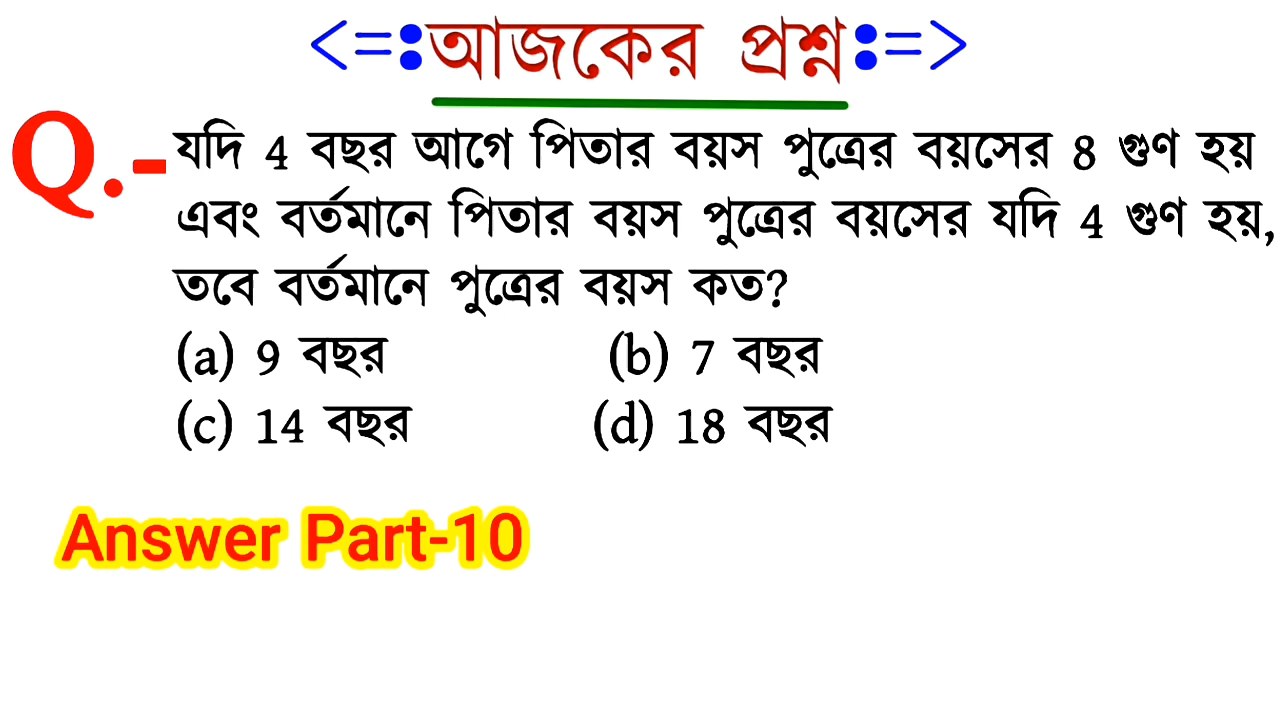 <=:আজকের প্রশ্ন:=>
Q.- যদি 4 বছর আগে পিতার বয়স পুত্রের বয়সের 8 গুণ হয়
এবং বর্তমানে পিতার বয়স পুত্রের বয়সের যদি 4 গুণ হয়,
তবে বর্তমানে পুত্রের বয়স কত?
(a) 9 বছর (b) 7 বছর
(c) 14 বছর (d) 18 বছর
Answer Part-10